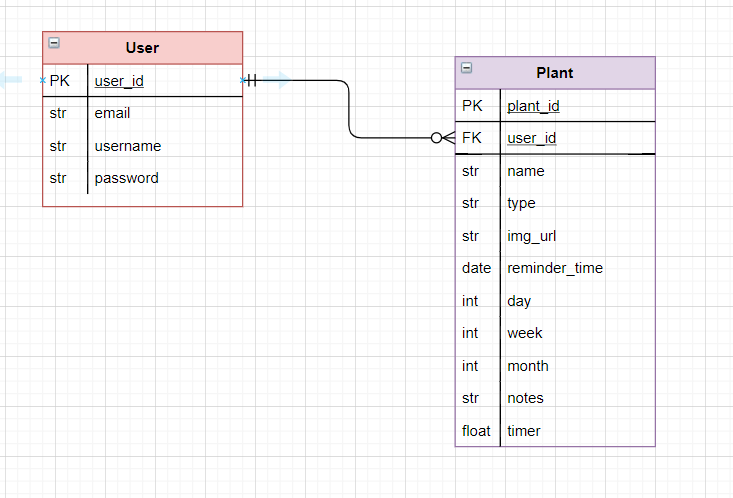 User
PK user_id
str email
str username
str password
Plant
PK plant_id
FK user_id
str name
str type
str img_url
date reminder_time
int day
int week
int month
str notes
float timer